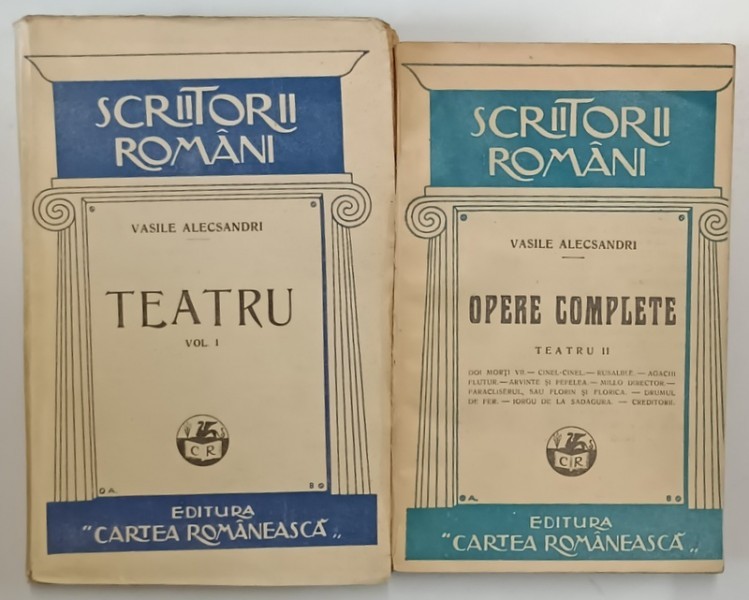 SCRIITORII
ROMÂNI
VASILE ALECSANDRI
TEATRU
VOL. I
C R
A. B
EDITURA
"CARTEA ROMÂNEASCĂ„
SCRIITORII
ROMÂNI
VASILE ALECSANDRI
OPERE COMPLETE
TEATRU II
DOI MORȚI VII.— CINEL-CINEL.— RUSALIILE. — AGACHI
FLUTUR. — ARVINTE ȘI PEPELEA. — MILLO DIRECTOR. —
PARACLISERUL, SAU FLORIN ȘI FLORICA. — DRUMUL
DE FER. — IORGU DE LA SADAGURA. — CREDITORII.
C R
A. B
EDITURA
"CARTEA ROMÂNEASCĂ„